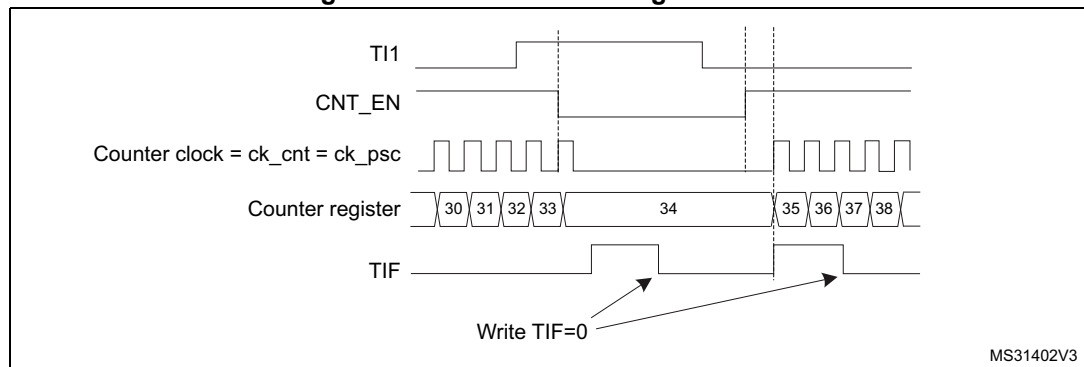 TI1
CNT_EN
Counter clock = ck_cnt = ck_psc
Counter register 30 31 32 33 34 35 36 37 38
TIF
Write TIF=0
MS31402V3